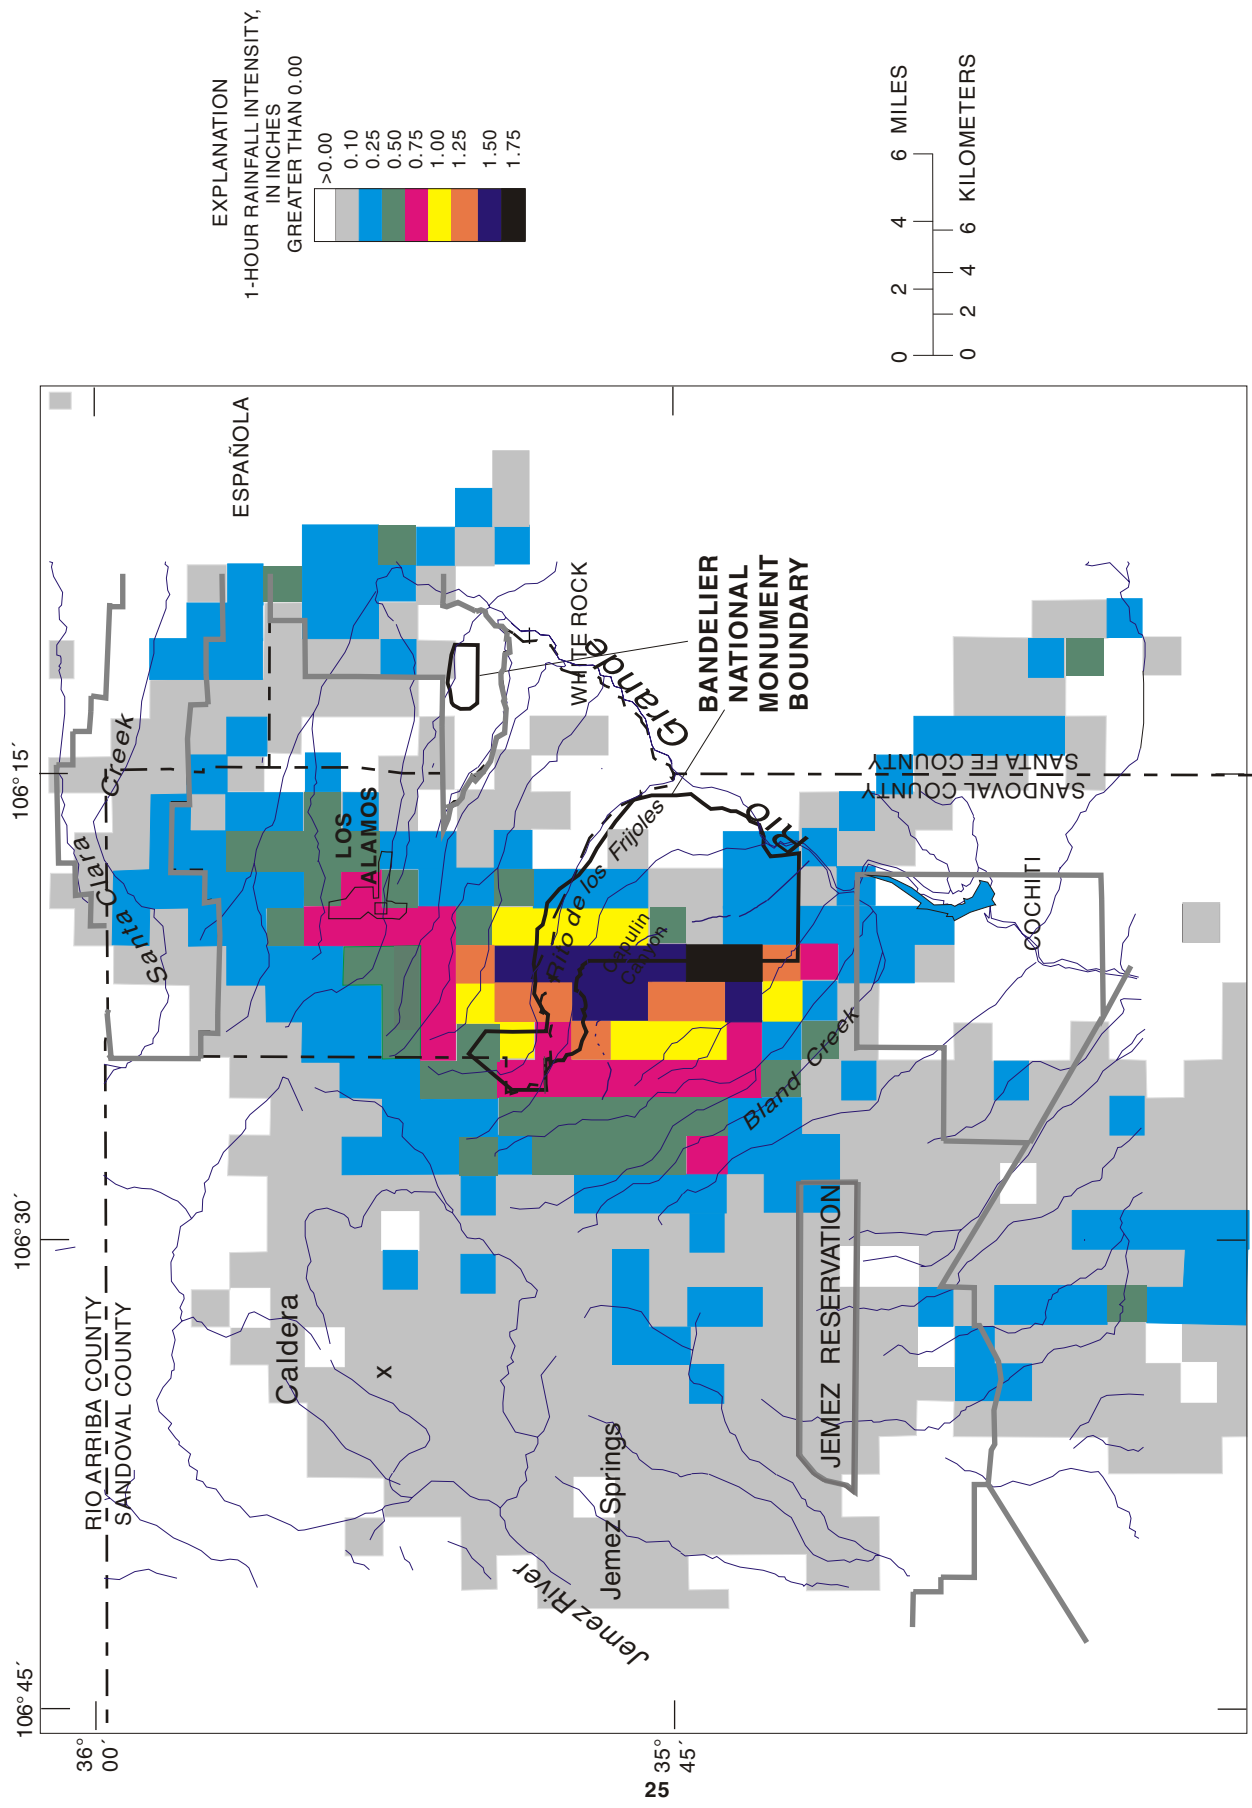 EXPLANATION
1-HOUR RAINFALL INTENSITY,
IN INCHES
GREATER THAN 0.00
>0.00
0.10
0.25
0.50
0.75
1.00
1.25
1.50
1.75
0 2 4 6 MILES
0 2 4 6 KILOMETERS
106° 45´
106° 30´
106° 15´
36°
00´
35°
45´
RIO ARRIBA COUNTY
SANDOVAL COUNTY
Santa Clara Creek
ESPAÑOLA
Caldera
x
LOS
ALAMOS
WHITE ROCK
Rio Grande
BANDELIER
NATIONAL
MONUMENT
BOUNDARY
Rito de los Frijoles
Capulin
Canyon
Jemez River
Jemez Springs
Bland Creek
JEMEZ RESERVATION
SANDOVAL COUNTY
SANTA FE COUNTY
COCHITI
25